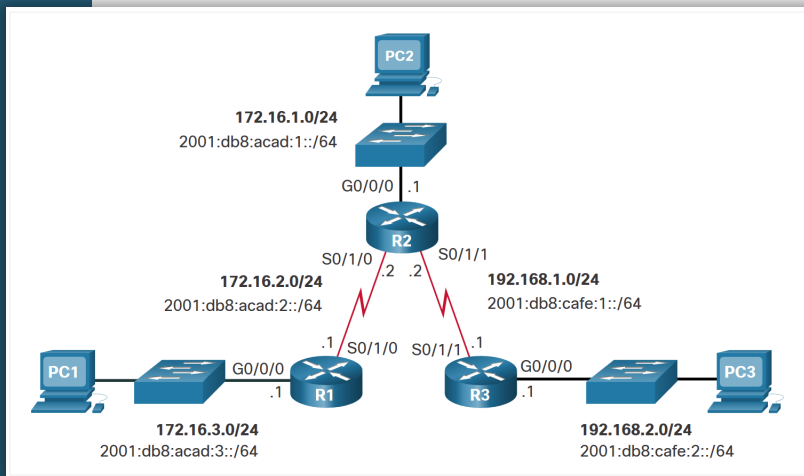 PC2
172.16.1.0/24
2001:db8:acad:1::/64
G0/0/0 .1
R2
S0/1/0 .2 .2 S0/1/1
172.16.2.0/24
2001:db8:acad:2::/64
192.168.1.0/24
2001:db8:cafe:1::/64
.1 S0/1/0
S0/1/1 .1
PC1
G0/0/0
.1
R1
R3
G0/0/0
.1
PC3
172.16.3.0/24
2001:db8:acad:3::/64
192.168.2.0/24
2001:db8:cafe:2::/64